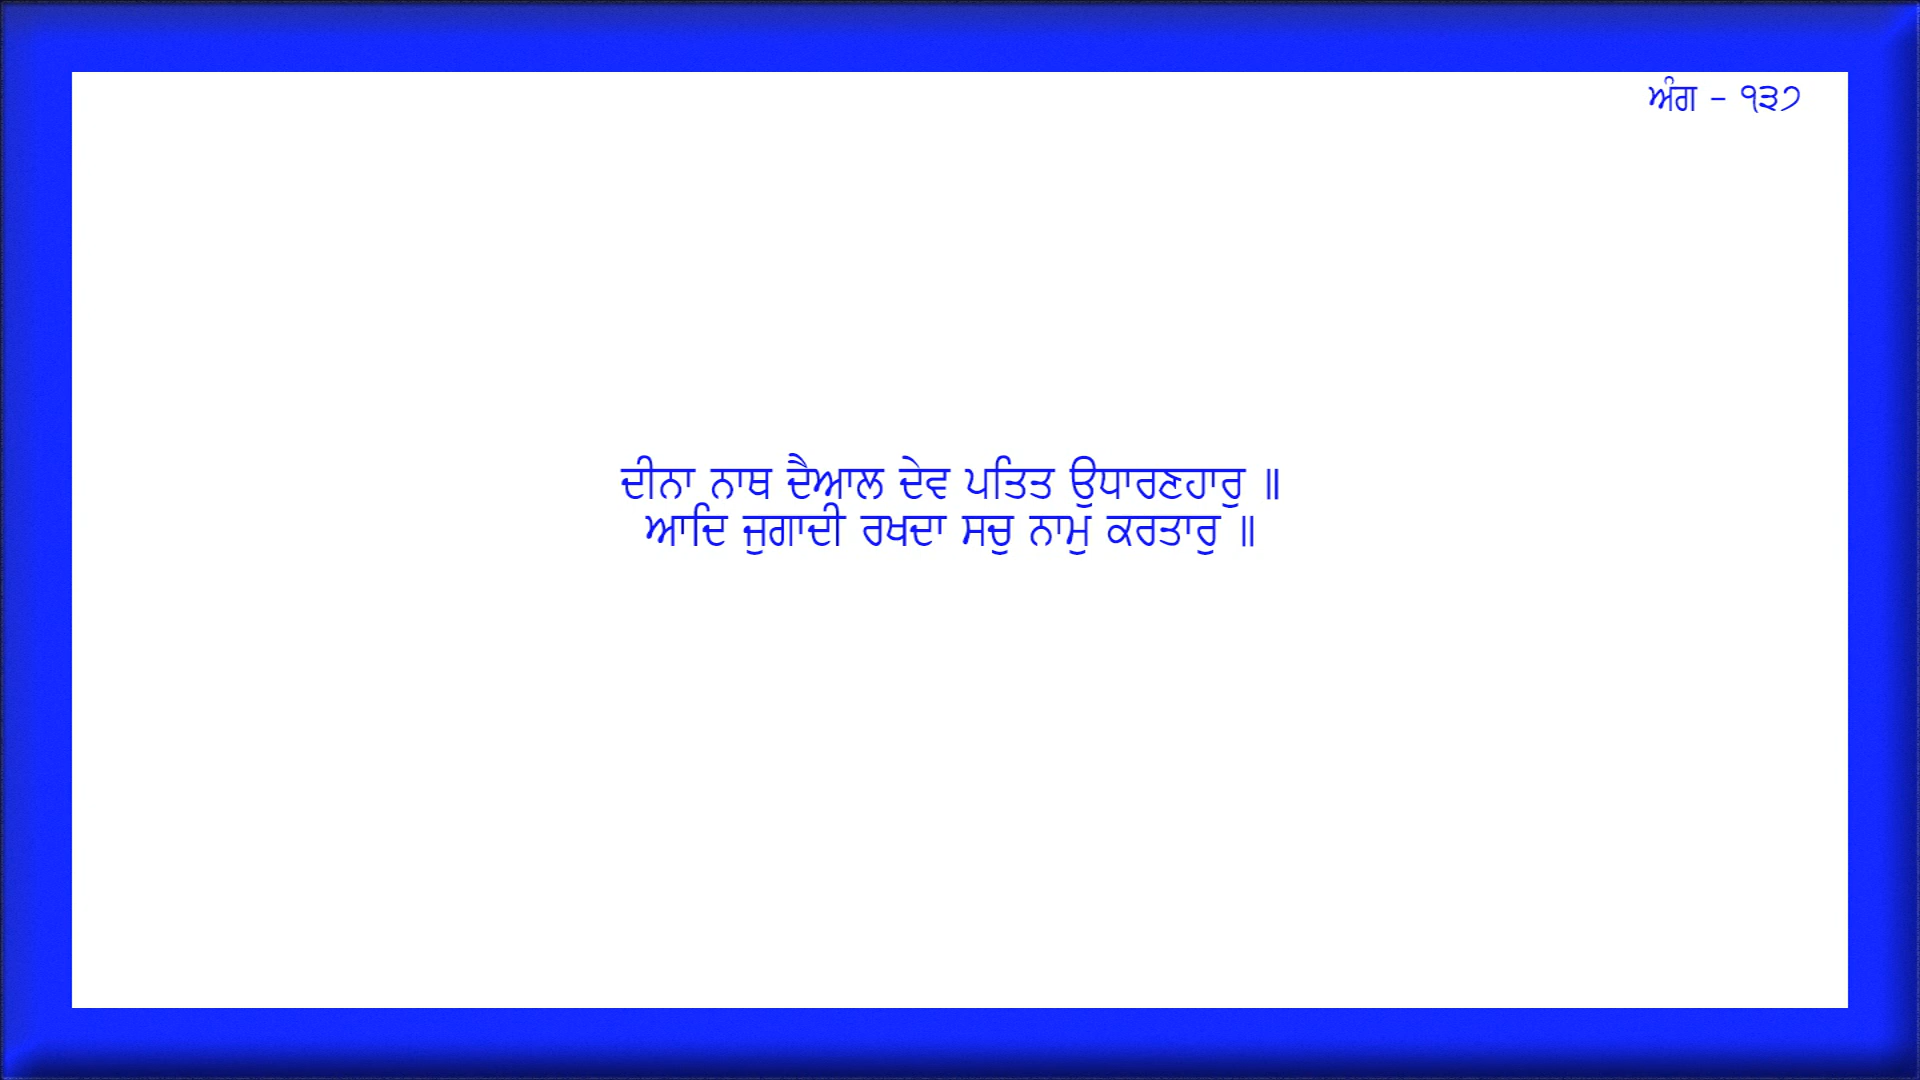 ਅੰਗ - ੧੩੭
ਦੀਨਾ ਨਾਥ ਦੈਆਲ ਦੇਵ ਪਤਿਤ ਉਧਾਰਣਹਾਰੁ ॥
ਆਦਿ ਜੁਗਾਦੀ ਰਖਦਾ ਸਚੁ ਨਾਮੁ ਕਰਤਾਰੁ ॥